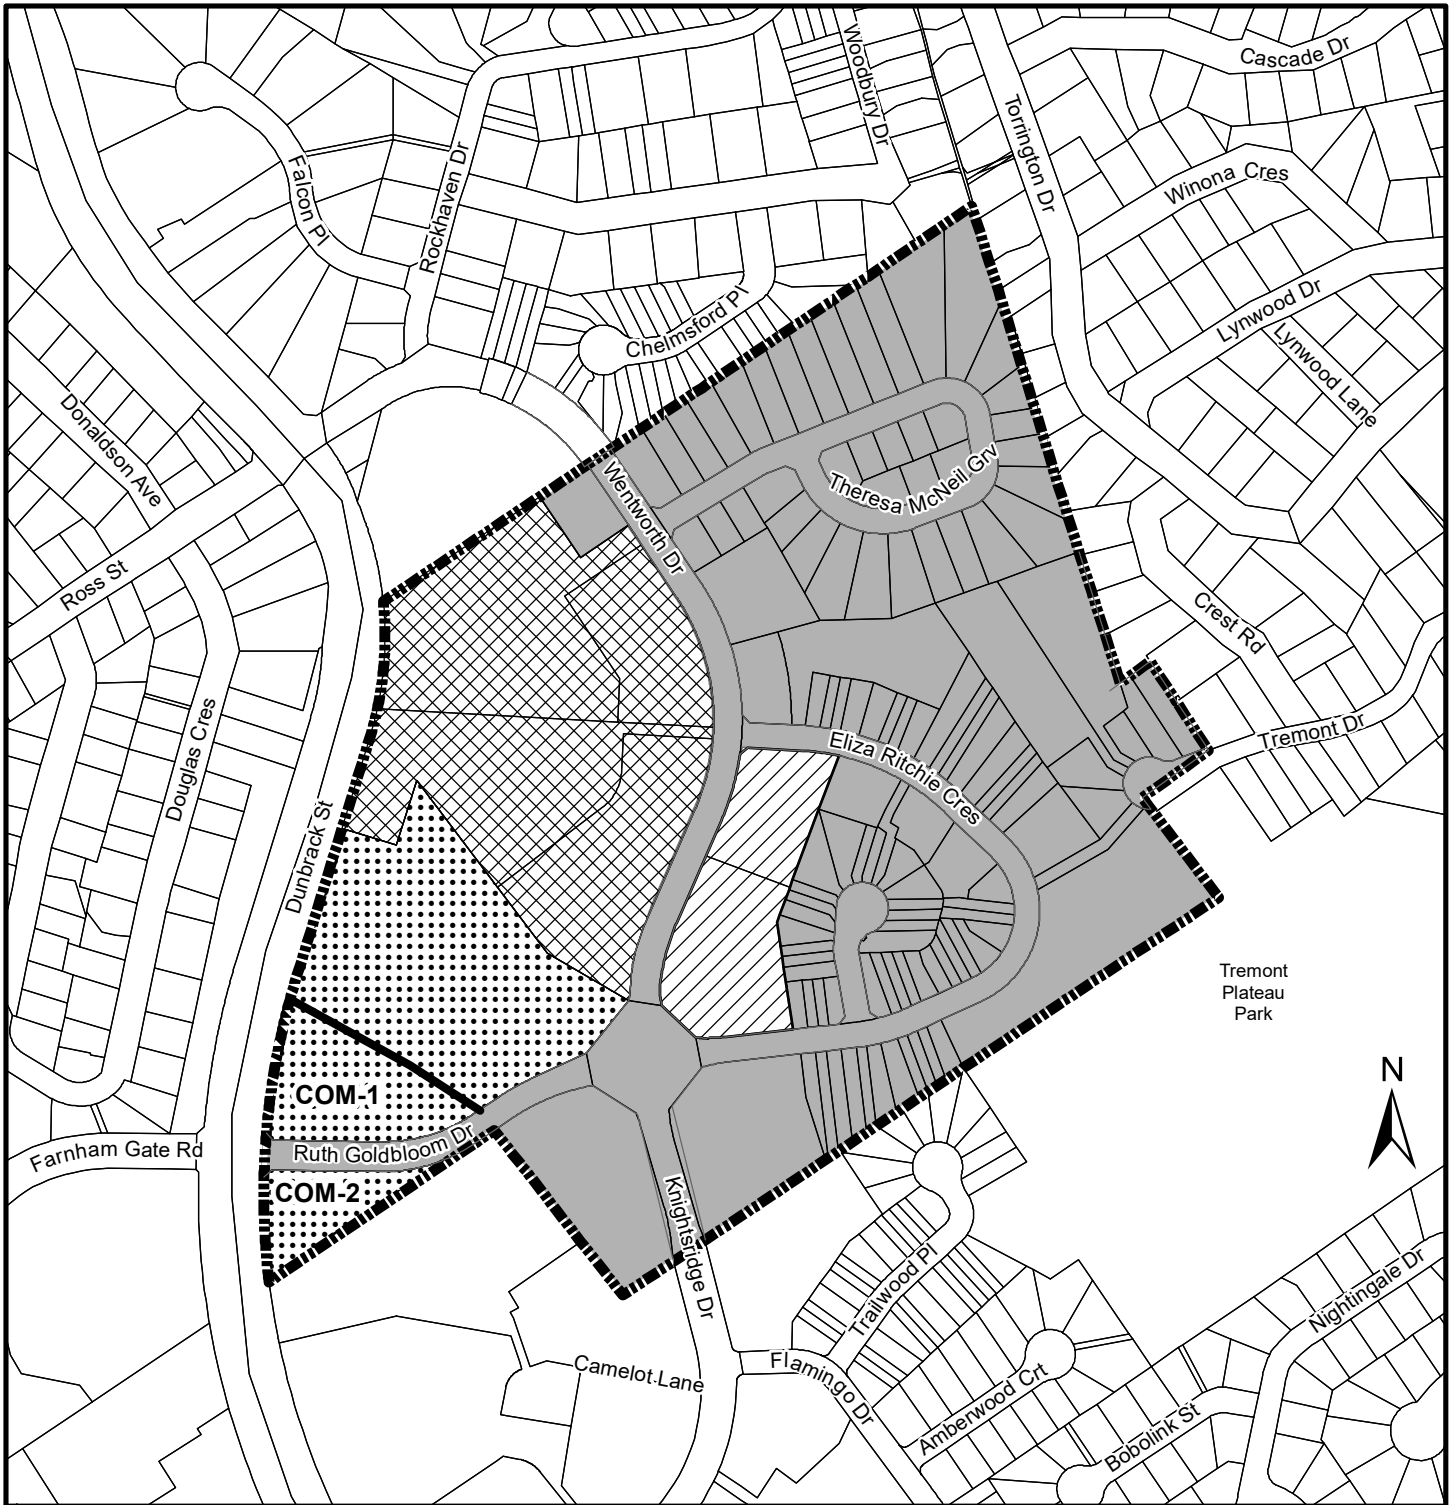 Woodbury Dr
Cascade Dr
Torrington Dr
Falcon Pl
Rockhaven Dr
Winona Cres
Chelmsford Pl
Lynwood Dr
Lynwood Lane
Donaldson Ave
Wentworth Dr
Theresa McNeil Grv
Ross St
Crest Rd
Douglas Cres
Eliza Ritchie Cres
Tremont Dr
Dunbrack St
Tremont
Plateau
Park
N
COM-1
Farnham Gate Rd
Ruth Goldbloom Dr
COM-2
Knightsridge Dr
Trailwood Pl
Nightingale Dr
Camelot Lane
Flamingo Dr
Amberwood Crt
Bobolink St